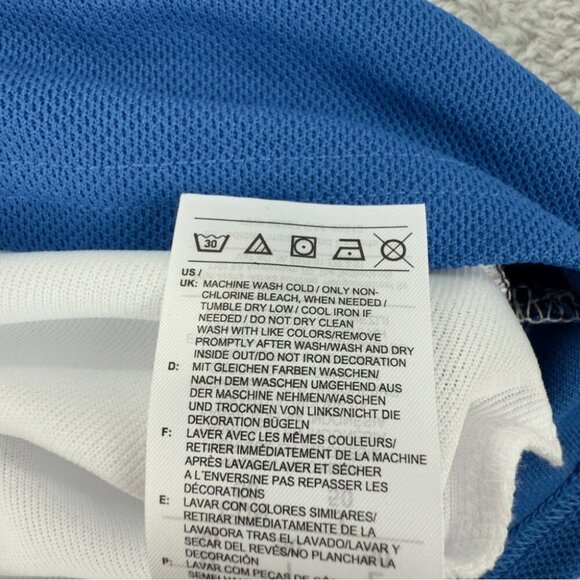 30
US /
UK: MACHINE WASH COLD / ONLY NON-
CHLORINE BLEACH, WHEN NEEDED /
TUMBLE DRY LOW / COOL IRON IF
NEEDED / DO NOT DRY CLEAN
WASH WITH LIKE COLORS/REMOVE
PROMPTLY AFTER WASH/WASH AND DRY
INSIDE OUT/DO NOT IRON DECORATION
D: MIT GLEICHEN FARBEN WASCHEN/
NACH DEM WASCHEN UMGEHEND AUS
DER MASCHINE NEHMEN/WASCHEN
UND TROCKNEN VON LINKS/NICHT DIE
DEKORATION BÜGELN
F: LAVER AVEC LES MÊMES COULEURS/
RETIRER IMMÉDIATEMENT DE LA MACHINE
APRÈS LAVAGE/LAVER ET SÉCHER
A L'ENVERS/NE PAS REPASSER LES
DÉCORATIONS
E: LAVAR CON COLORES SIMILARES/
RETIRAR INMEDIATAMENTE DE LA
LAVADORA TRAS EL LAVADO/LAVAR Y
SECAR DEL REVÉS/NO PLANCHAR LA
DECORACIÓN
P: LAVAR COM PEÇAS DE